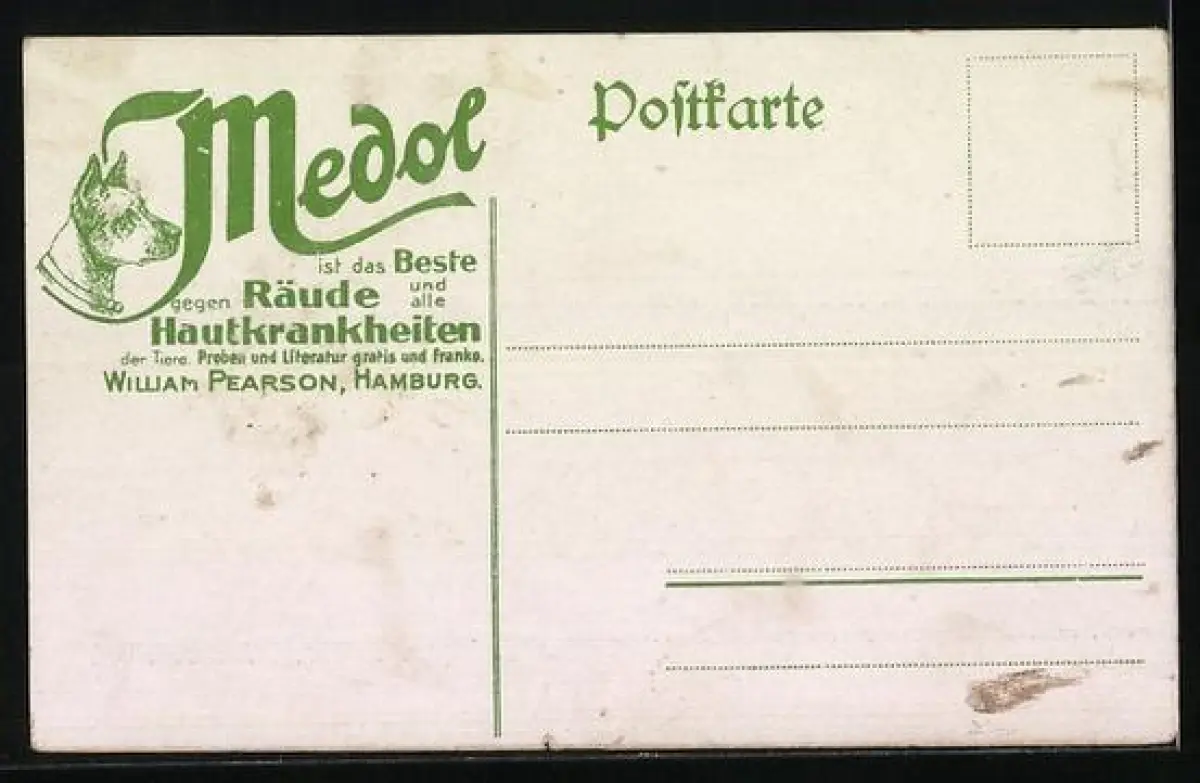 Medol
ist das Beste
gegen Räude und alle
Hautkrankheiten
der Tiere. Proben und Literatur gratis und franko.
WILLIAM PEARSON, HAMBURG.
Poſtkarte